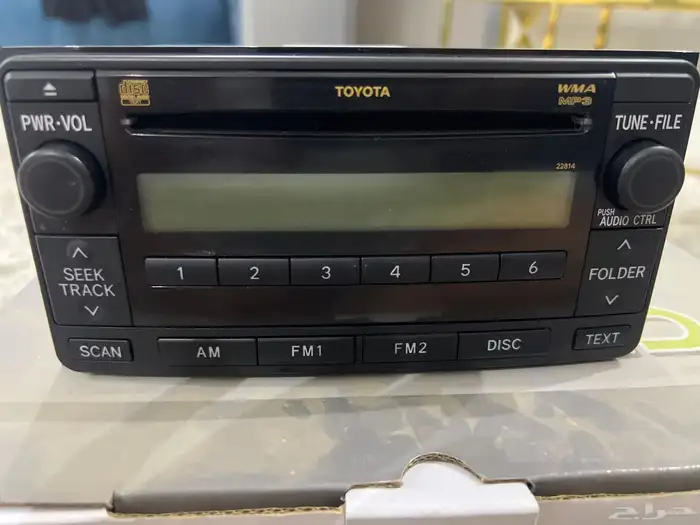 TOYOTA
WMA
MP3
PWR•VOL
TUNE•FILE
22814
PUSH
AUDIO CTRL
SEEK
TRACK
1 2 3 4 5 6
FOLDER
SCAN
AM FM1 FM2 DISC
TEXT
حراج